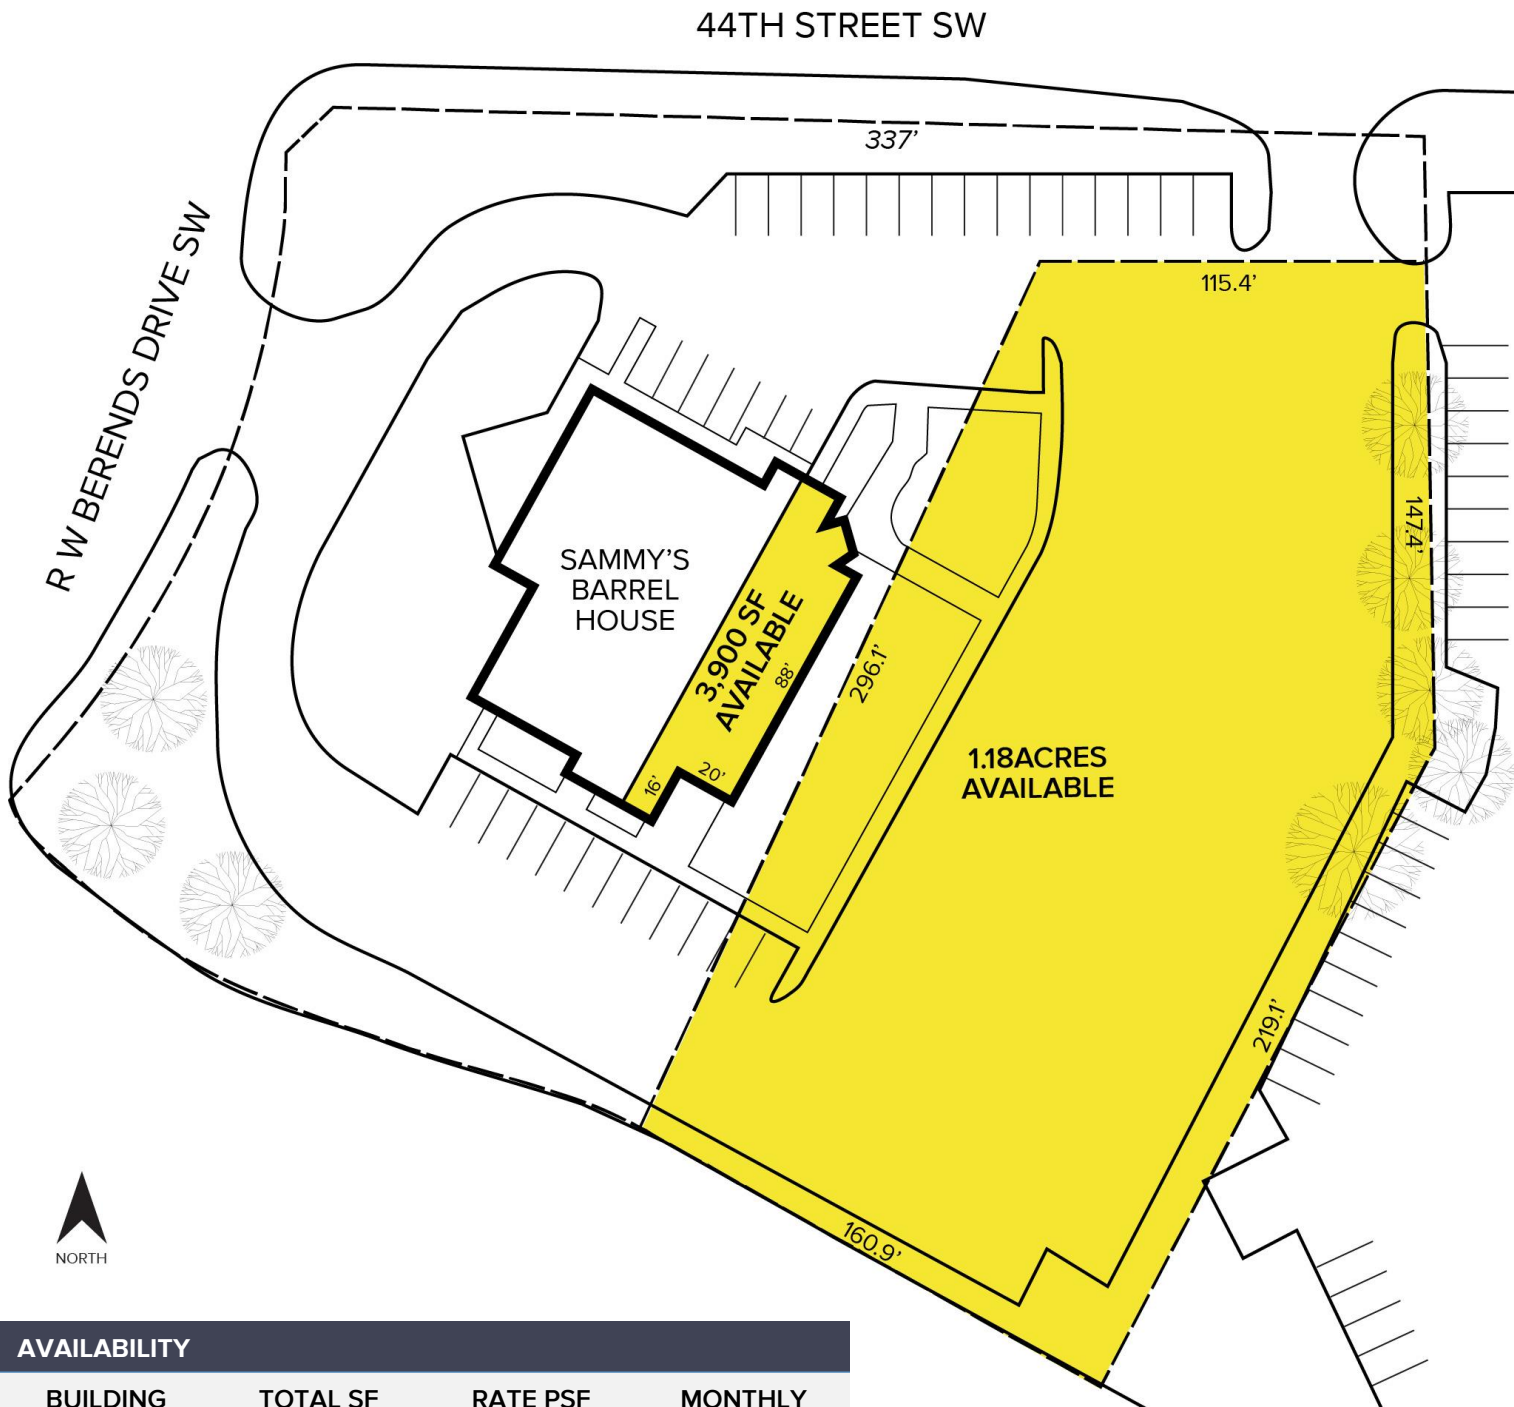 44TH STREET SW
337’
R W BERENDS DRIVE SW
115.4’
147.4’
SAMMY’S
BARREL
HOUSE
3,900 SF
AVAILABLE
88’
20’
16’
296.1’
1.18ACRES
AVAILABLE
219.1’
160.9’
NORTH
AVAILABILITY
BUILDING TOTAL SF RATE PSF MONTHLY